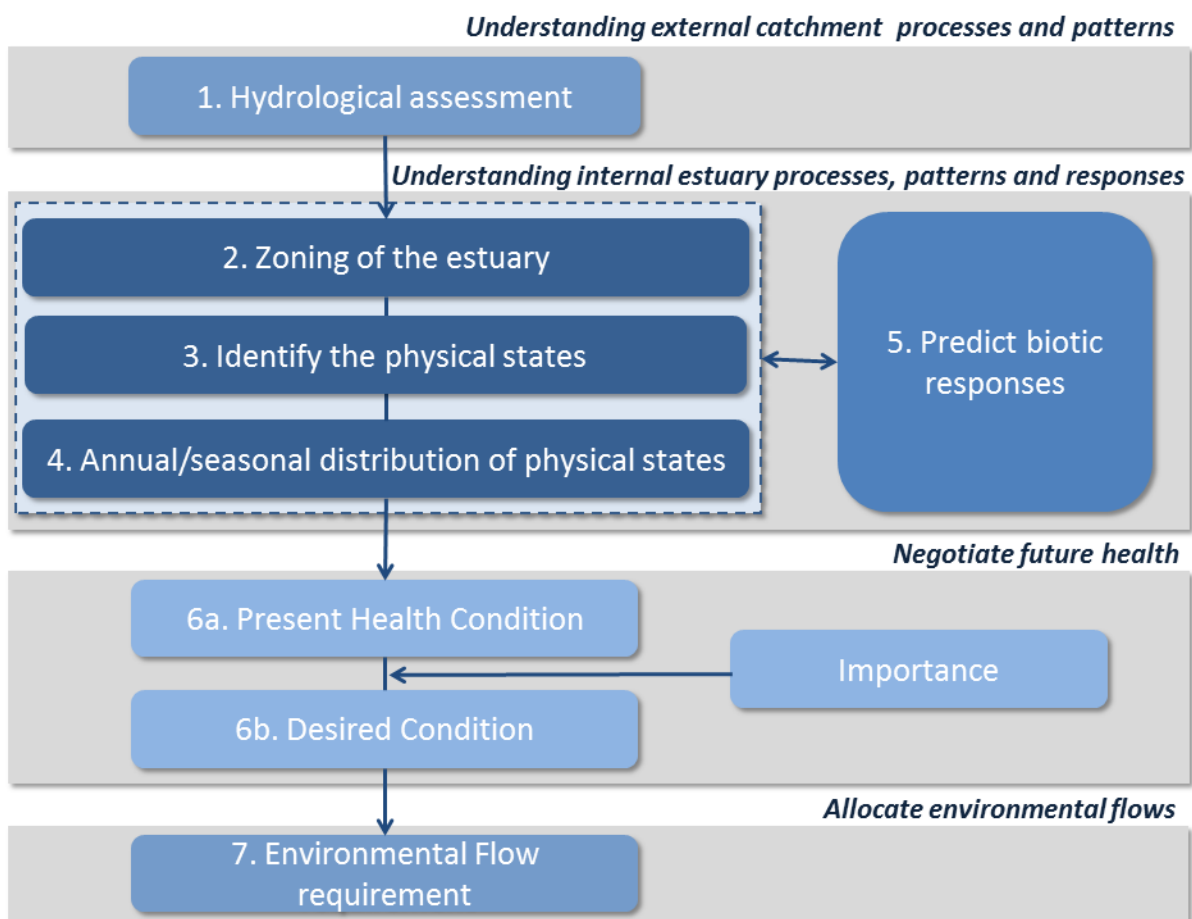 Understanding external catchment processes and patterns
1. Hydrological assessment
Understanding internal estuary processes, patterns and responses
2. Zoning of the estuary
3. Identify the physical states
4. Annual/seasonal distribution of physical states
5. Predict biotic
responses
Negotiate future health
6a. Present Health Condition
Importance
6b. Desired Condition
Allocate environmental flows
7. Environmental Flow
requirement